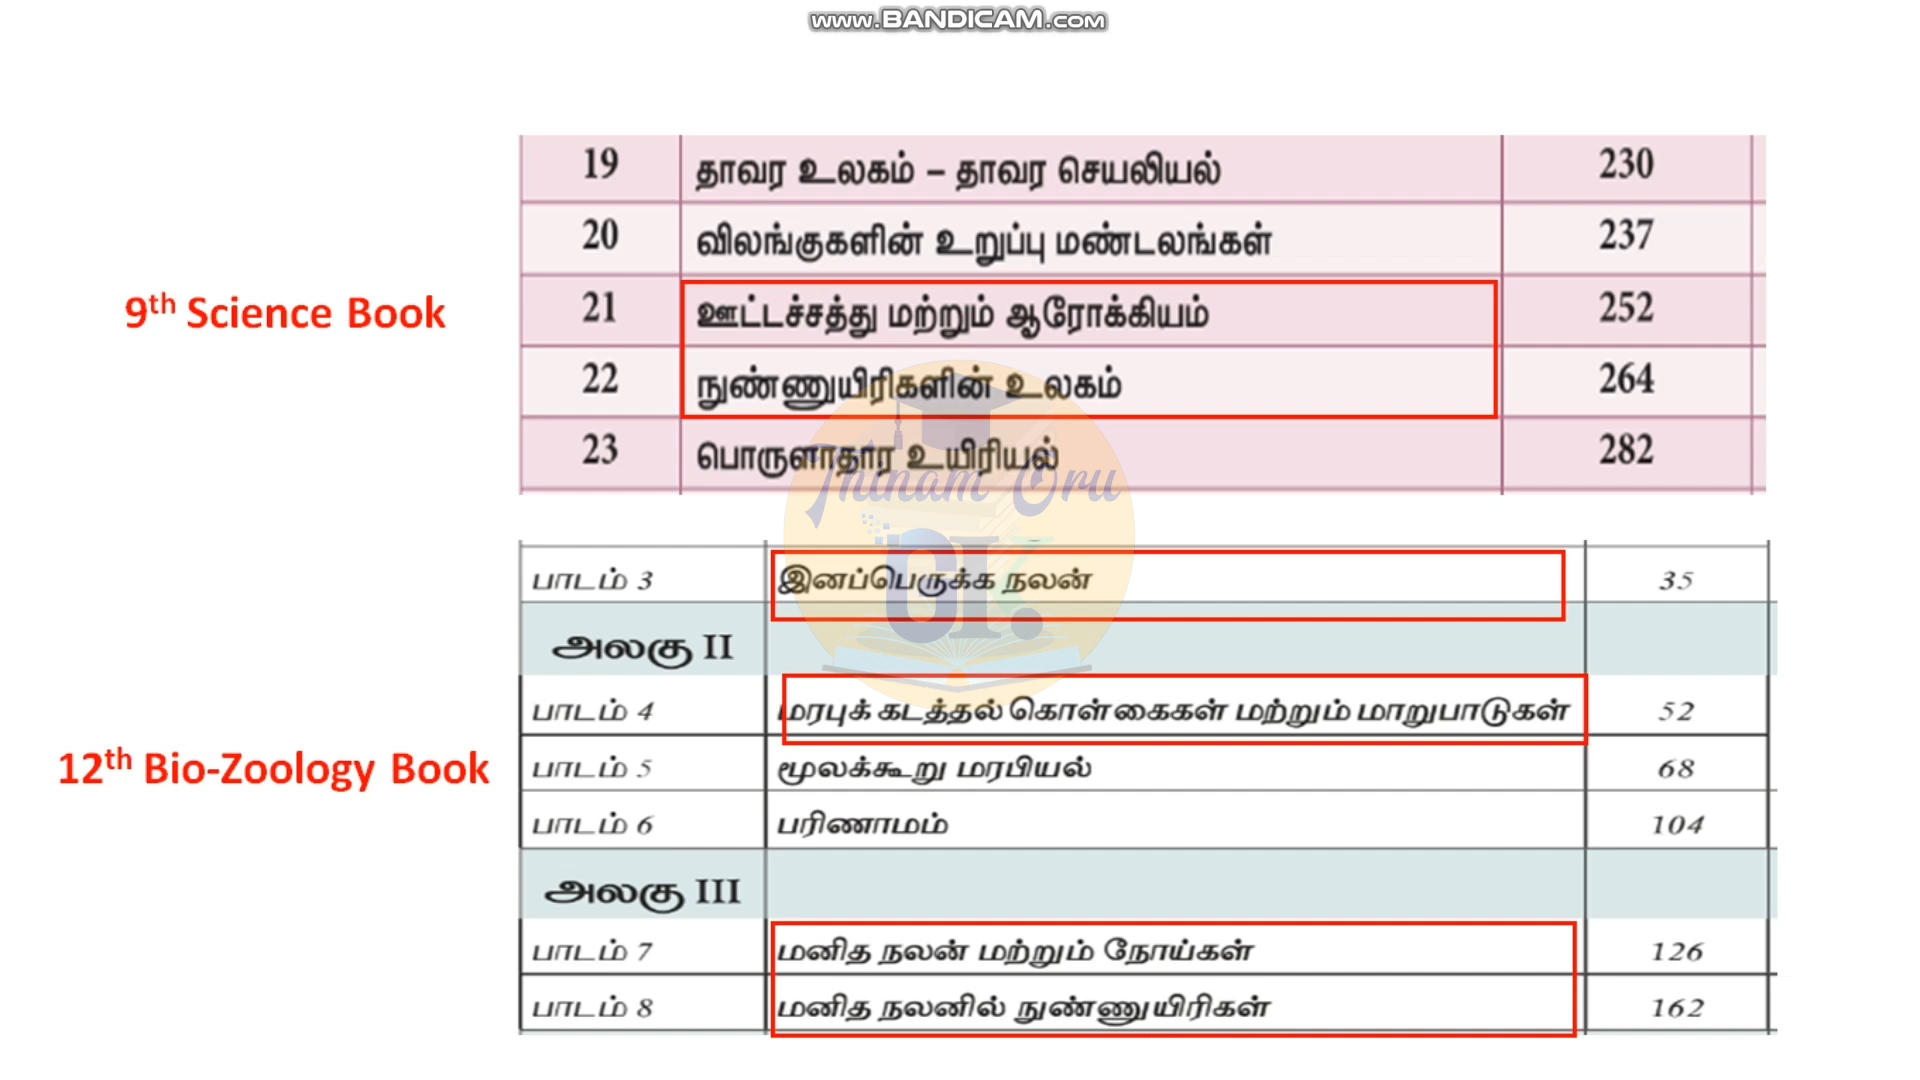 www.BANDICAM.com
19 தாவர உலகம் – தாவர செயலியல் 230
20 விலங்குகளின் உறுப்பு மண்டலங்கள் 237
9th Science Book
21 ஊட்டச்சத்து மற்றும் ஆரோக்கியம் 252
22 நுண்ணுயிரிகளின் உலகம் 264
23 பொருளாதார உயிரியல் 282
Thinam Oru
GK.
பாடம் 3 இனப்பெருக்க நலன் 35
அலகு II
பாடம் 4 மரபுக் கடத்தல் கொள்கைகள் மற்றும் மாறுபாடுகள் 52
12th Bio-Zoology Book
பாடம் 5 மூலக்கூறு மரபியல் 68
பாடம் 6 பரிணாமம் 104
அலகு III
பாடம் 7 மனித நலன் மற்றும் நோய்கள் 126
பாடம் 8 மனித நலனில் நுண்ணுயிரிகள் 162